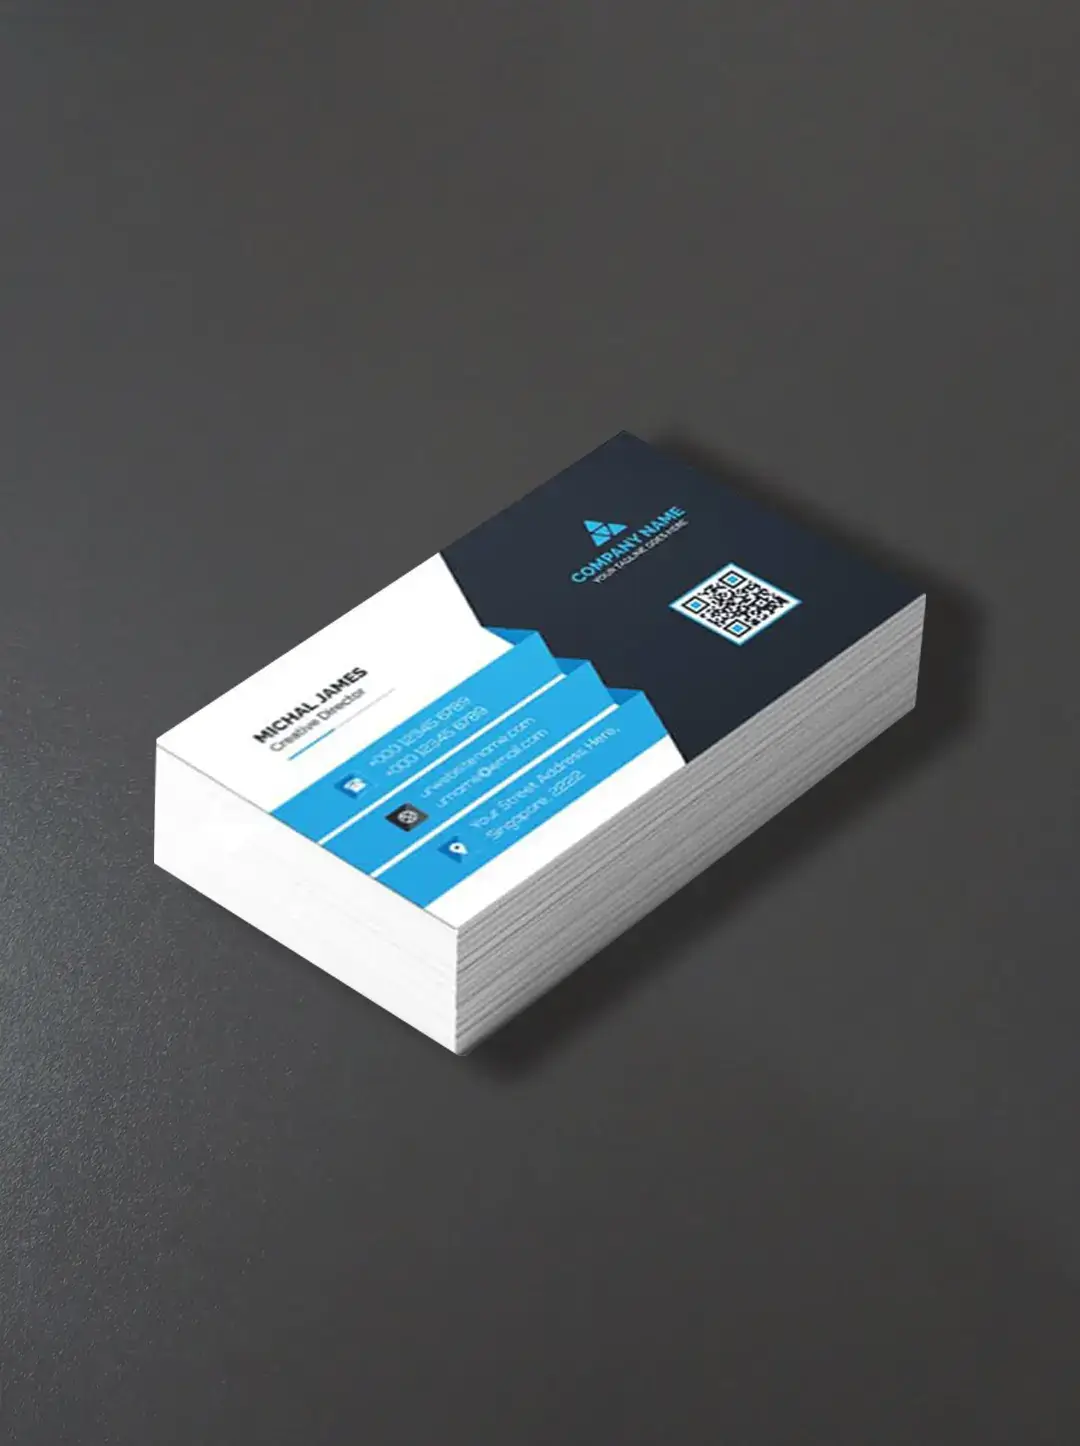 COMPANY NAME
YOUR TAGLINE GOES HERE
MICHAL JAMES
Creative Director
+000 12345 6789
+000 12345 6789
urwebsitename.com
urname@email.com
Your Street Address Here,
Singapore, 2222